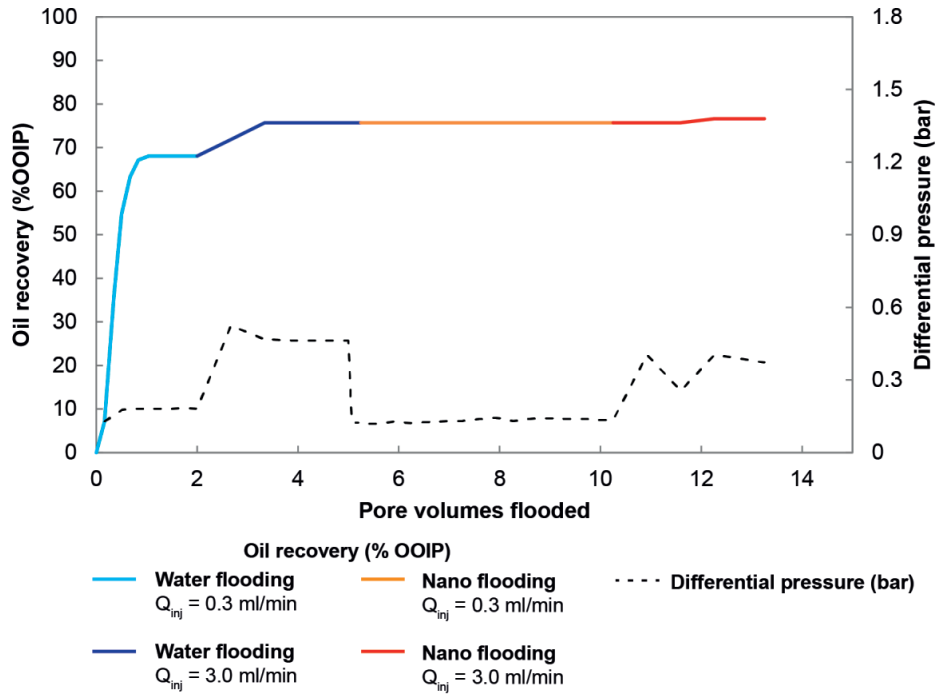 100
90
80
70
60
50
40
30
20
10
0
Oil recovery (%OOIP)
1.8
1.5
1.2
0.9
0.6
0.3
0
Differential pressure (bar)
0 2 4 6 8 10 12 14
Pore volumes flooded
Oil recovery (% OOIP)
Water flooding
Qinj = 0.3 ml/min
Nano flooding
Qinj = 0.3 ml/min
Differential pressure (bar)
Water flooding
Qinj = 3.0 ml/min
Nano flooding
Qinj = 3.0 ml/min